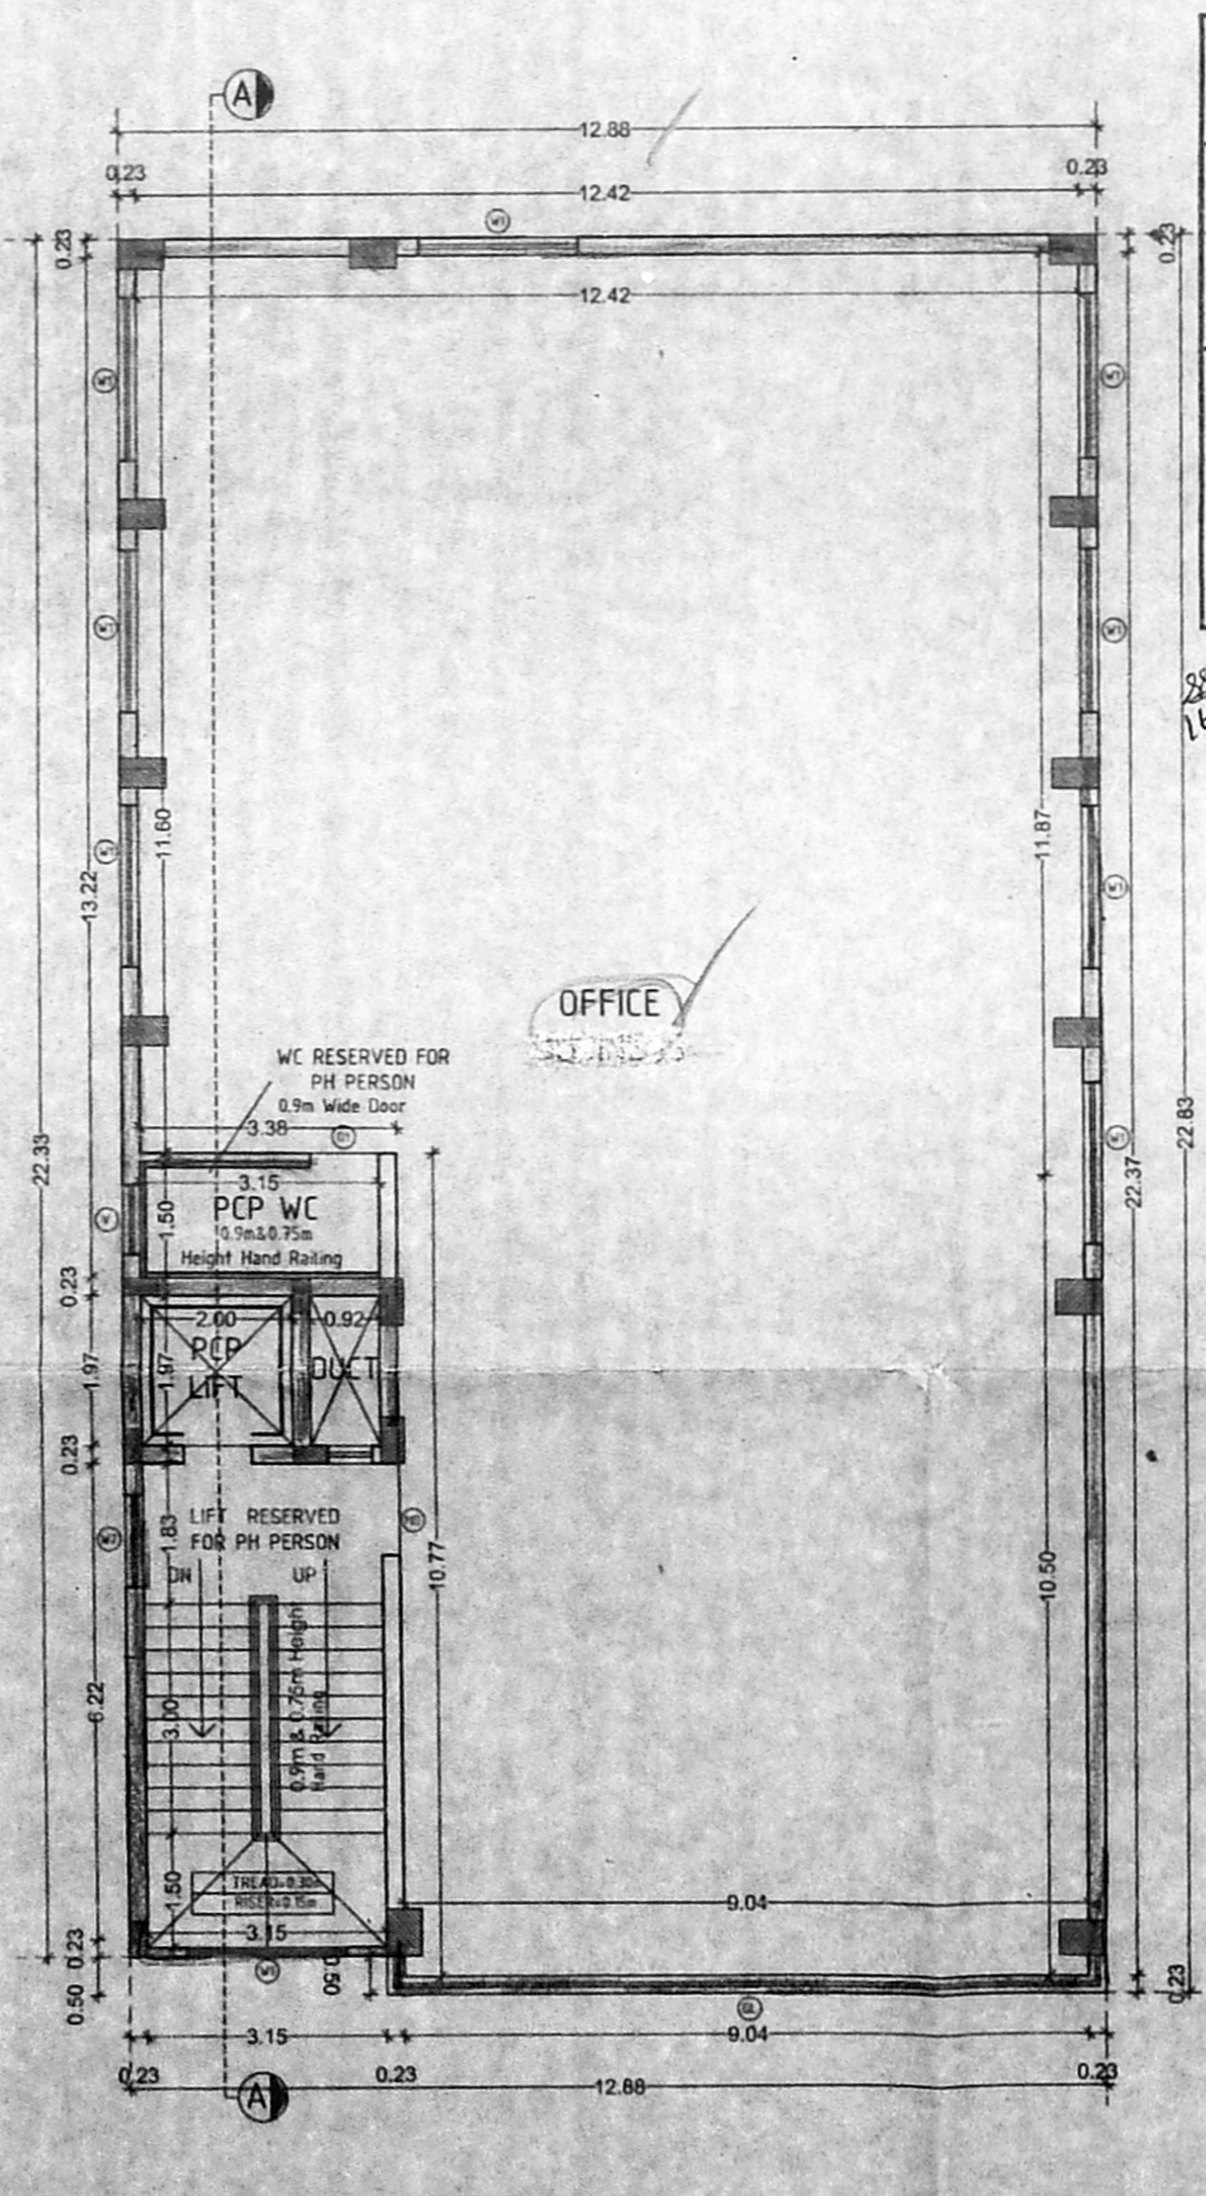 A
12.88
0.23
0.23
12.42
0.23
0.23
12.42
11.60
11.87
13.22
OFFICE
WC RESERVED FOR
PH PERSON
0.9m Wide Door
3.38
22.33
22.37
22.83
3.15
PCP WC
0.9m&0.75m
Height Hand Railing
1.50
0.23
2.00
0.92
PCP
LIFT
DUCT
1.97
1.97
0.23
LIFT RESERVED
FOR PH PERSON
1.83
DN
UP
10.77
10.50
0.9m & 0.75m Height
Hand Railing
6.22
3.00
1.50
TREAD=0.30m
RISER=0.15m
3.15
9.04
0.23
0.50
0.50
0.23
3.15
9.04
0.23
0.23
0.23
12.88
A